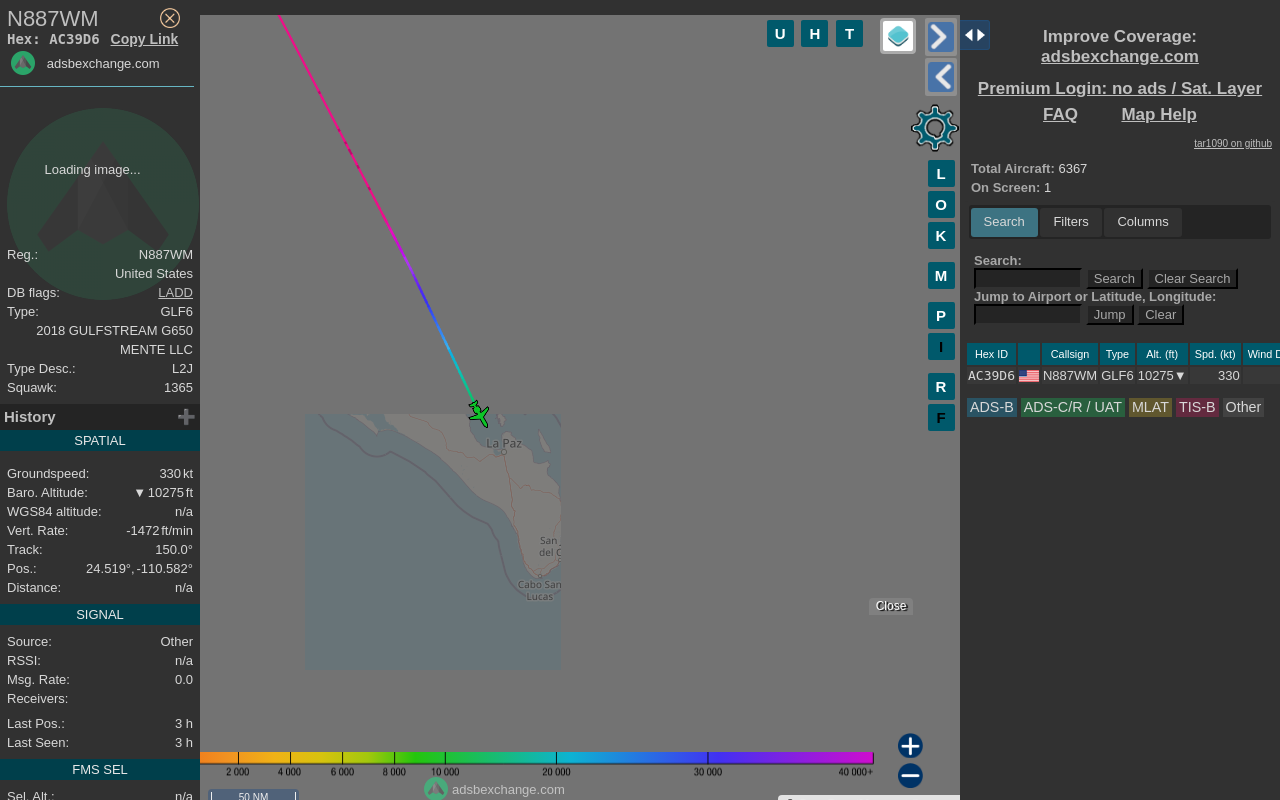 N887WM
Hex: AC39D6 Copy Link
adsbexchange.com
Loading image...
Reg.: N887WM
United States
DB flags: LADD
Type: GLF6
2018 GULFSTREAM G650
MENTE LLC
Type Desc.: L2J
Squawk: 1365
History
SPATIAL
Groundspeed: 330 kt
Baro. Altitude: ▼ 10275 ft
WGS84 altitude: n/a
Vert. Rate: -1472 ft/min
Track: 150.0°
Pos.: 24.519°, -110.582°
Distance: n/a
SIGNAL
Source: Other
RSSI: n/a
Msg. Rate: 0.0
Receivers:
Last Pos.: 3 h
Last Seen: 3 h
FMS SEL
Sel. Alt.: n/a
U H T
L
O
K
M
P
I
R
F
La Paz
San
del C
Cabo San
Lucas
Close
2 000 4 000 6 000 8 000 10 000 20 000 30 000 40 000+
adsbexchange.com
50 NM
Improve Coverage:
adsbexchange.com
Premium Login: no ads / Sat. Layer
FAQ Map Help
tar1090 on github
Total Aircraft: 6367
On Screen: 1
Search Filters Columns
Search:
Search Clear Search
Jump to Airport or Latitude, Longitude:
Jump Clear
Hex ID Callsign Type Alt. (ft) Spd. (kt) Wind D
AC39D6 N887WM GLF6 10275▼ 330
ADS-B ADS-C/R / UAT MLAT TIS-B Other